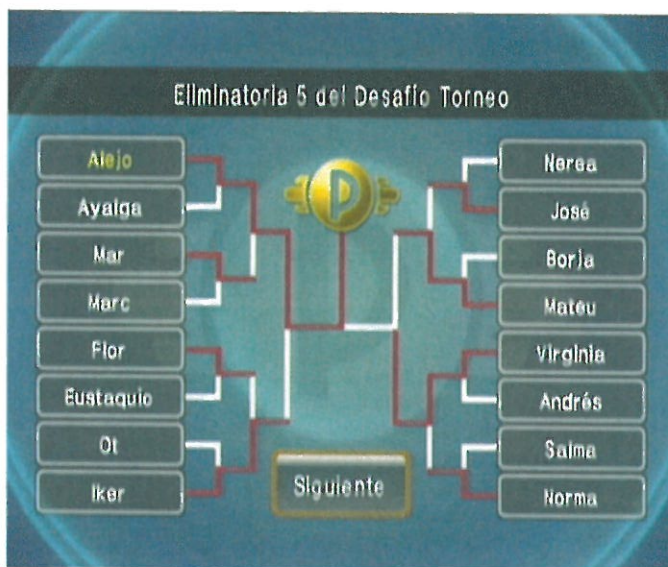 Eliminatoria 5 del Desafío Torneo
Alejo
Ayalga
Mar
Marc
Flor
Eustaquio
Ot
Iker
P
Siguiente
Nerea
José
Borja
Mateu
Virginia
Andrés
Saima
Norma